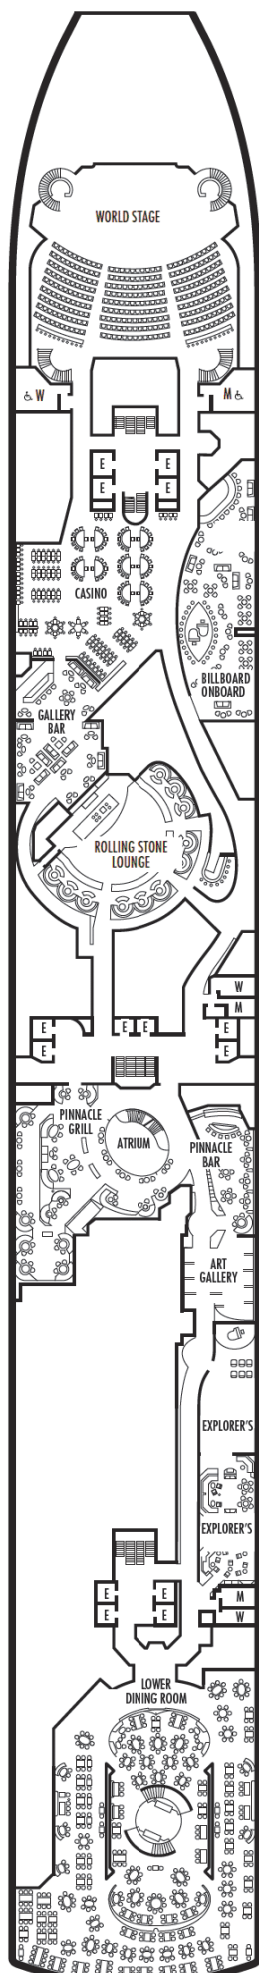 WORLD STAGE
W
M
E
E
E
E
CASINO
BILLBOARD
ONBOARD
GALLERY
BAR
ROLLING STONE
LOUNGE
W
M
E
E
E
E
E
E
PINNACLE
GRILL
ATRIUM
PINNACLE
BAR
ART
GALLERY
EXPLORER'S
EXPLORER'S
E
E
E
E
M
W
LOWER
DINING ROOM